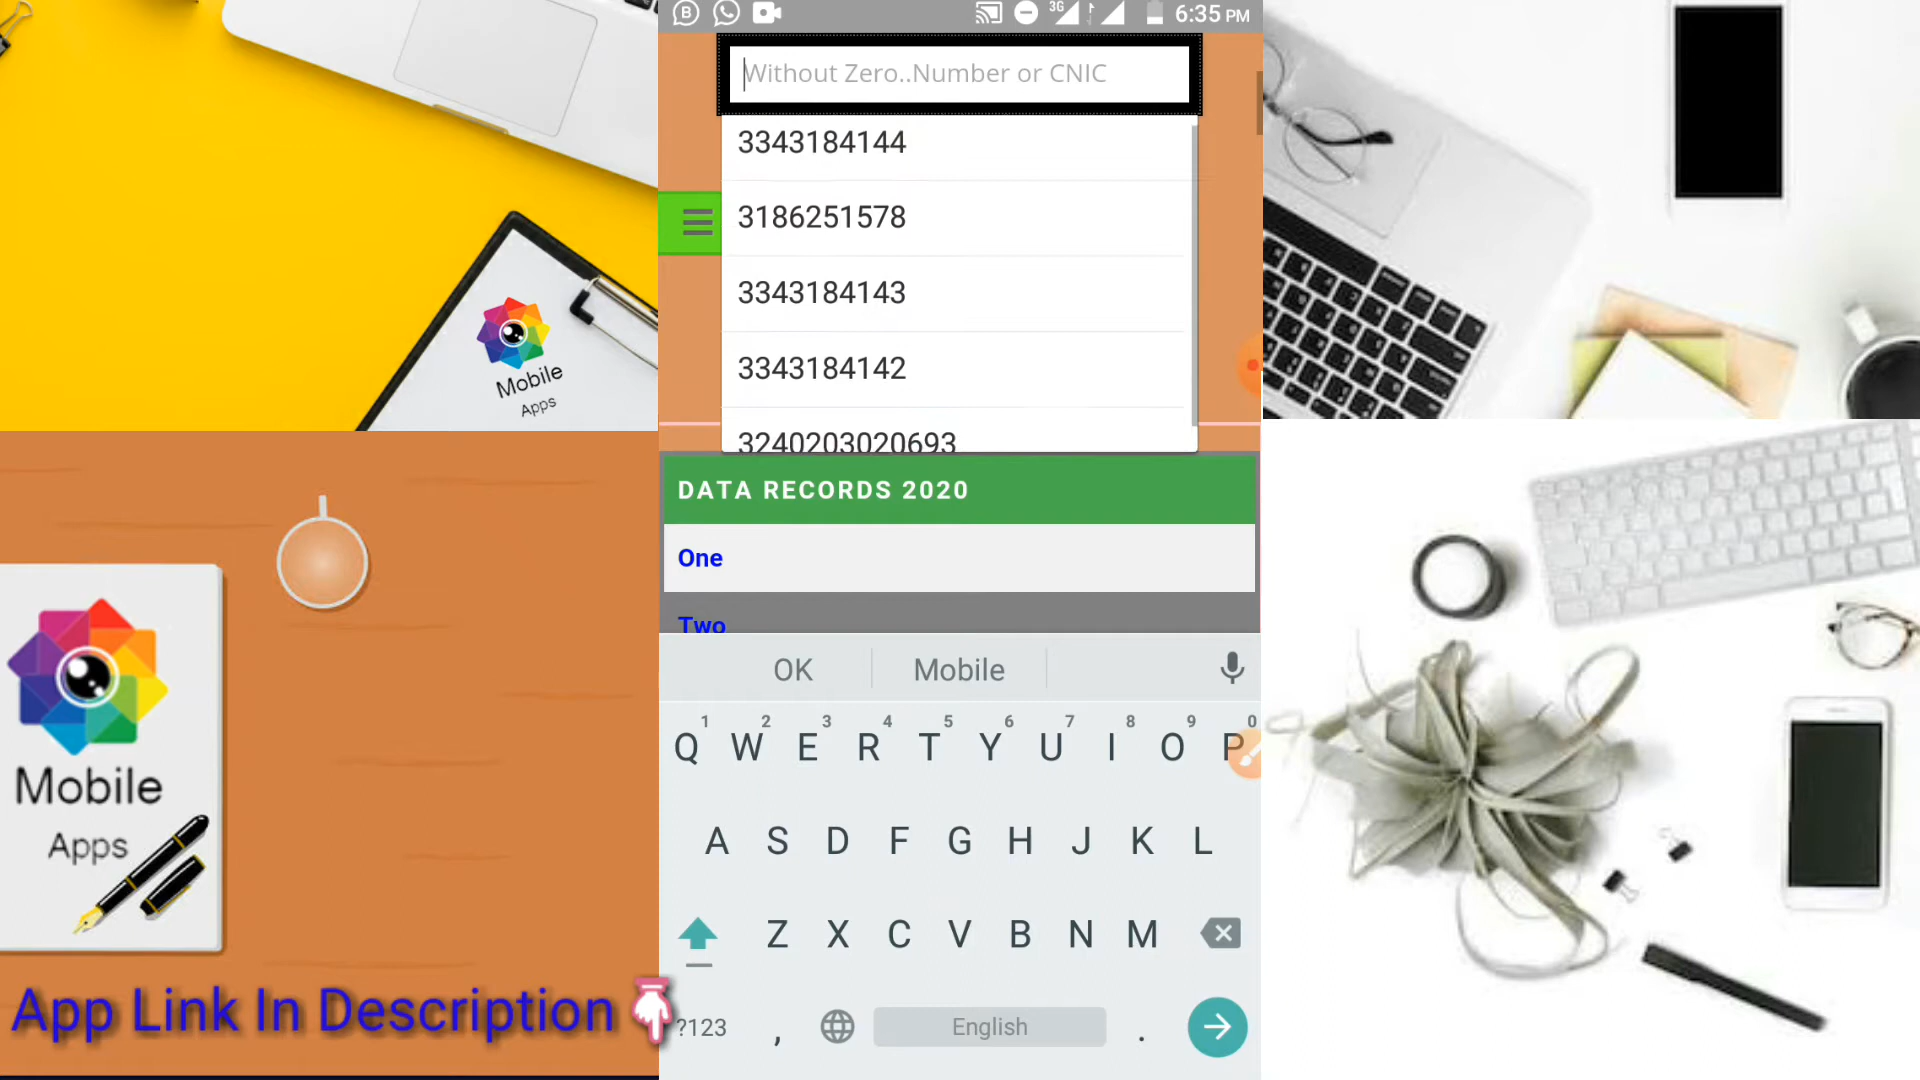 3G
6:35 PM
Without Zero..Number or CNIC
3343184144
3186251578
3343184143
3343184142
3240203020693
DATA RECORDS 2020
One
Two
OK Mobile
1 2 3 4 5 6 7 8 9 0
Q W E R T Y U I O P
A S D F G H J K L
Z X C V B N M
?123 , English .
Mobile
Apps
Mobile
Apps
App Link In Description